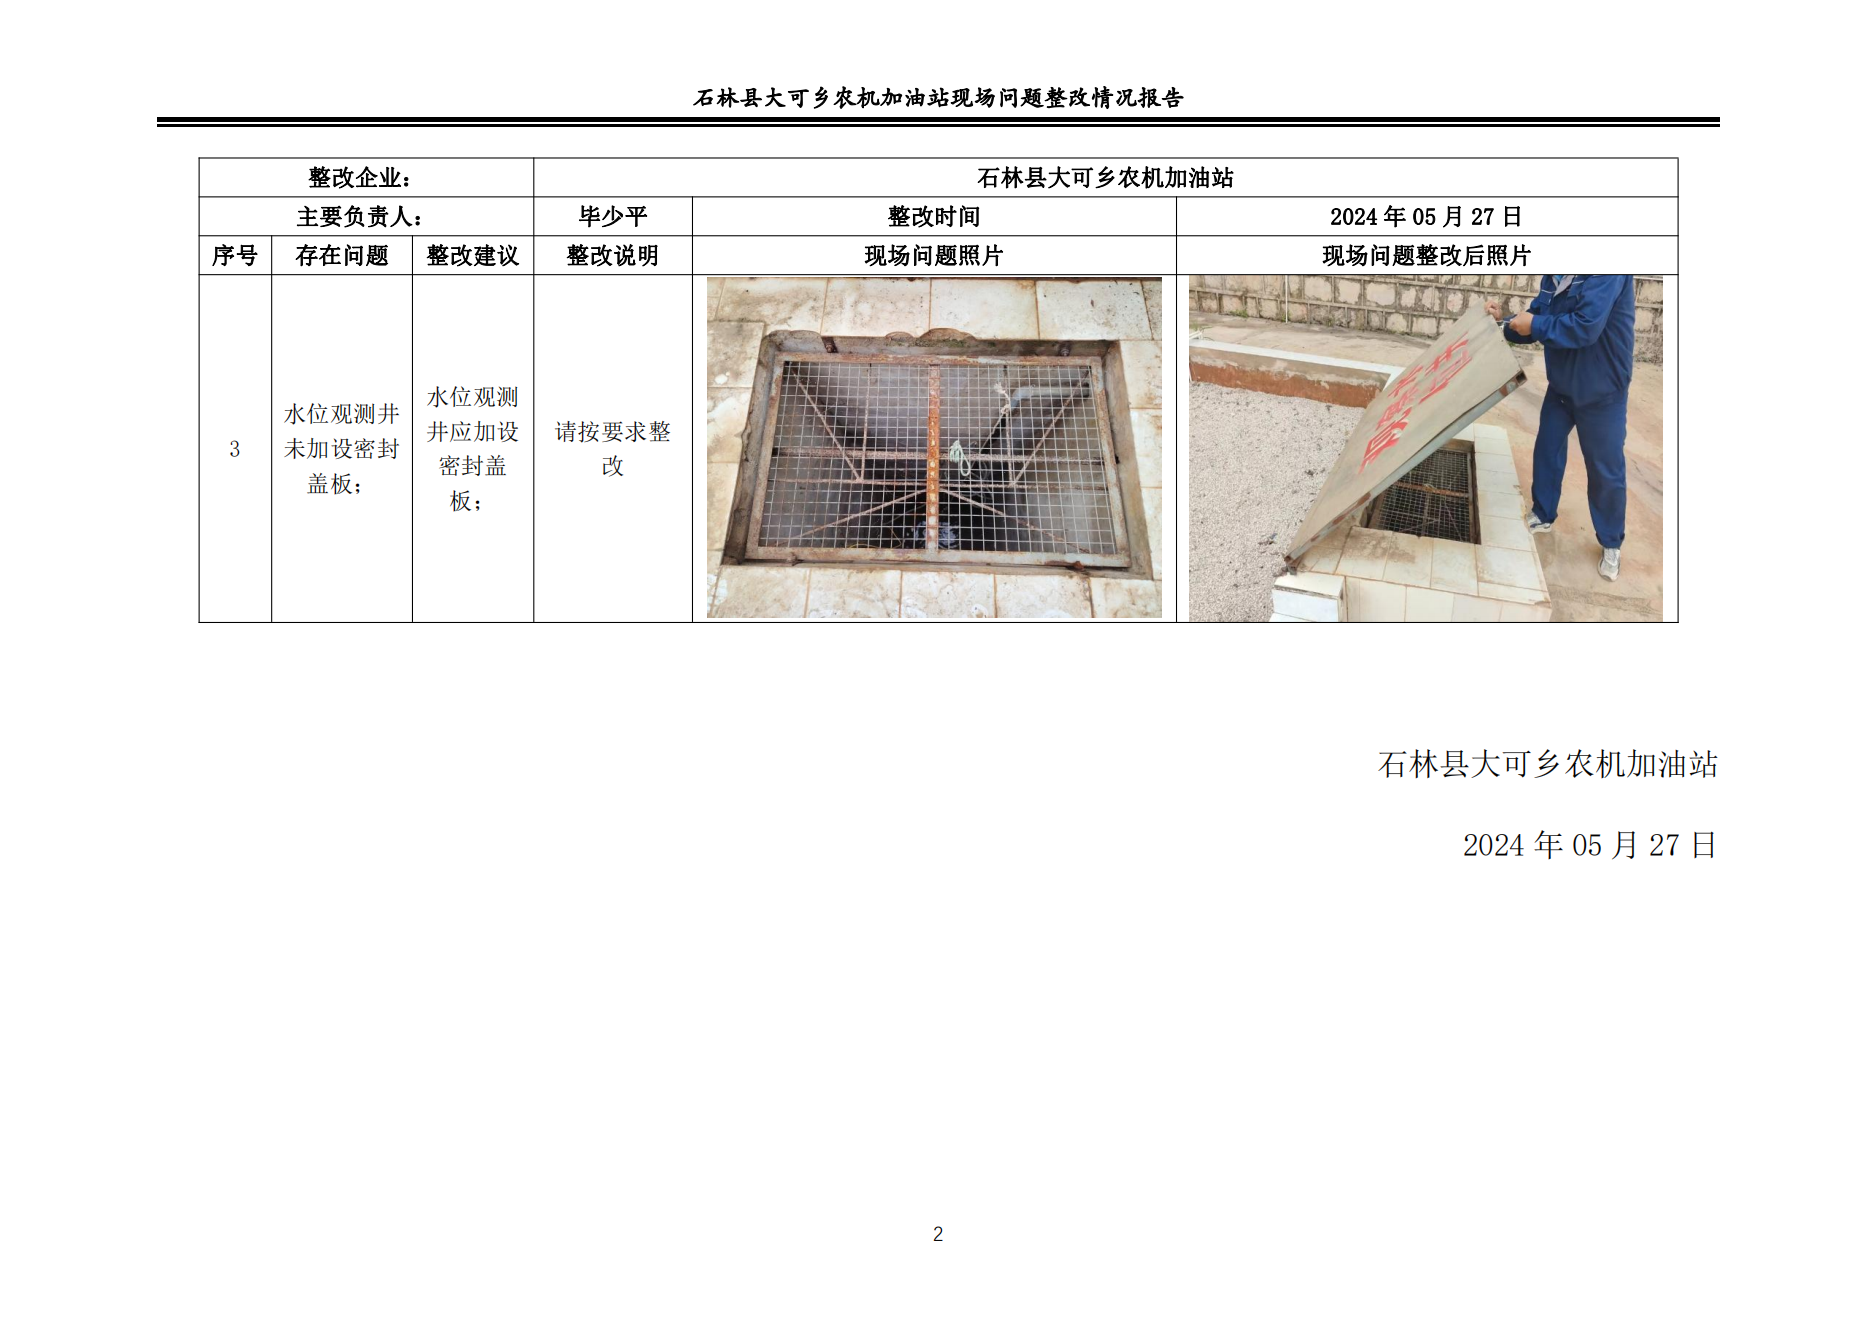 石林县大可乡农机加油站现场问题整改情况报告
整改企业：
石林县大可乡农机加油站
主要负责人：
毕少平
整改时间
2024 年 05 月 27 日
序号
存在问题
整改建议
整改说明
现场问题照片
现场问题整改后照片
3
水位观测井
未加设密封
盖板；
水位观测
井应加设
密封盖
板；
请按要求整
改
石林县大可乡农机加油站
2024 年 05 月 27 日
2